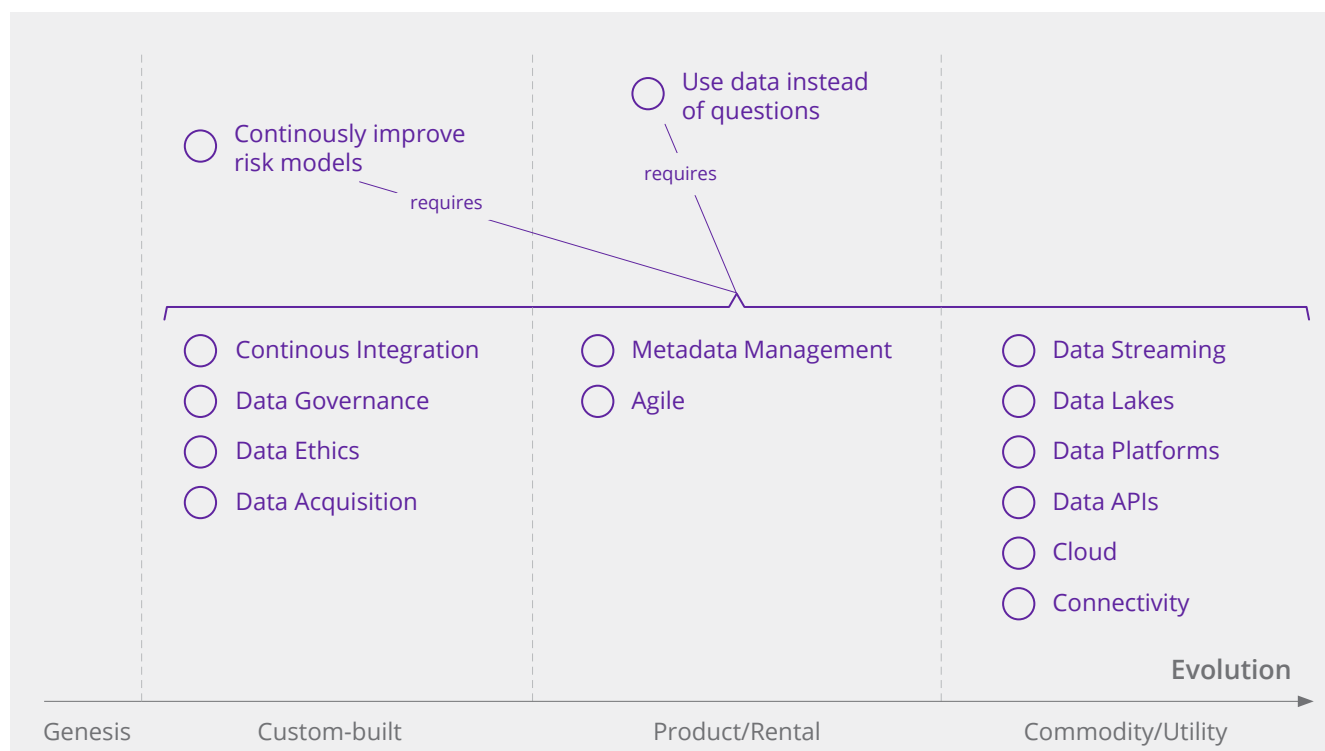 Use data instead
of questions
Continously improve
risk models
requires
requires
Continous Integration
Metadata Management
Data Streaming
Data Governance
Agile
Data Lakes
Data Ethics
Data Platforms
Data Acquisition
Data APIs
Cloud
Connectivity
Evolution
Genesis
Custom-built
Product/Rental
Commodity/Utility